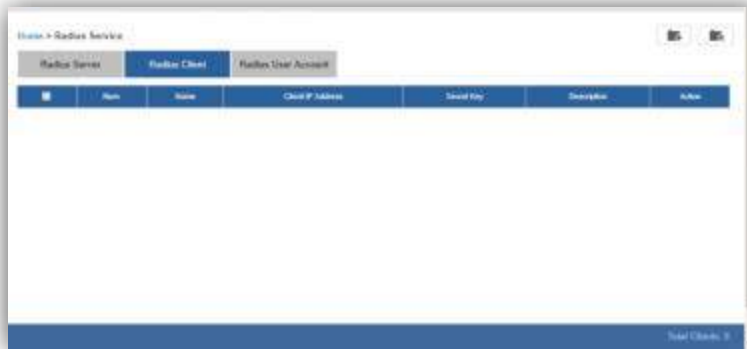 Home > Radius Service
Radius Server Radius Client Radius User Account
Num Name Client IP Address Secret Key Description Action
Total Clients: 0